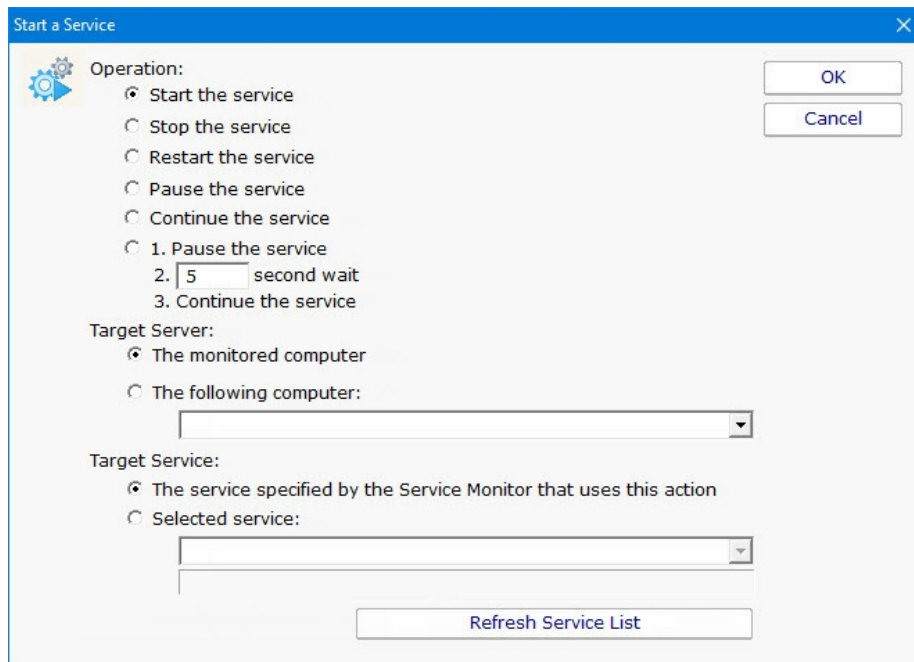 Start a Service
Operation:
Start the service
Stop the service
Restart the service
Pause the service
Continue the service
1. Pause the service
2. 5 second wait
3. Continue the service
Target Server:
The monitored computer
The following computer:
Target Service:
The service specified by the Service Monitor that uses this action
Selected service:
Refresh Service List
OK
Cancel